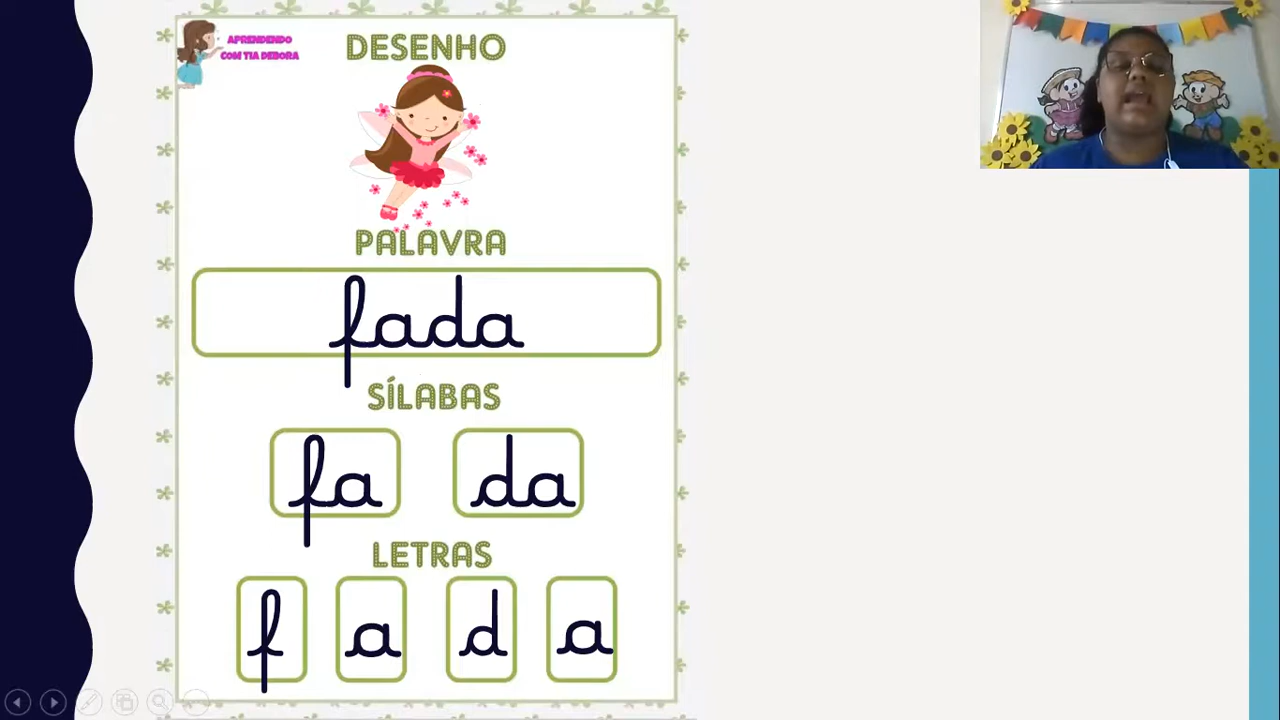 APRENDENDO
COM TIA DEBORA
DESENHO
PALAVRA
fada
SÍLABAS
fa da
LETRAS
f a d a